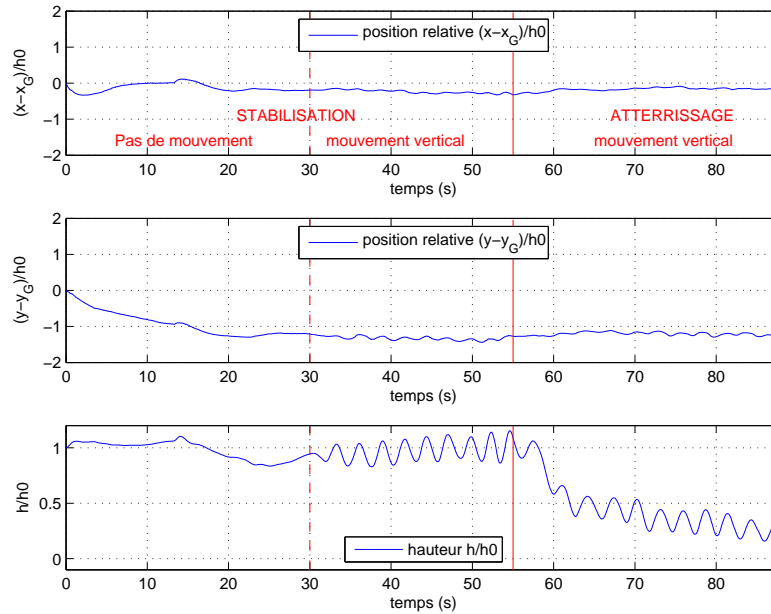 2
1
0
−1
−2
(x−x_G)/h0
position relative (x−x_G)/h0
STABILISATION
ATTERRISSAGE
Pas de mouvement
mouvement vertical
mouvement vertical
0 10 20 30 40 50 60 70 80
temps (s)
2
1
0
−1
−2
(y−y_G)/h0
position relative (y−y_G)/h0
0 10 20 30 40 50 60 70 80
temps (s)
1
0.5
0
h/h0
hauteur h/h0
0 10 20 30 40 50 60 70 80
temps (s)